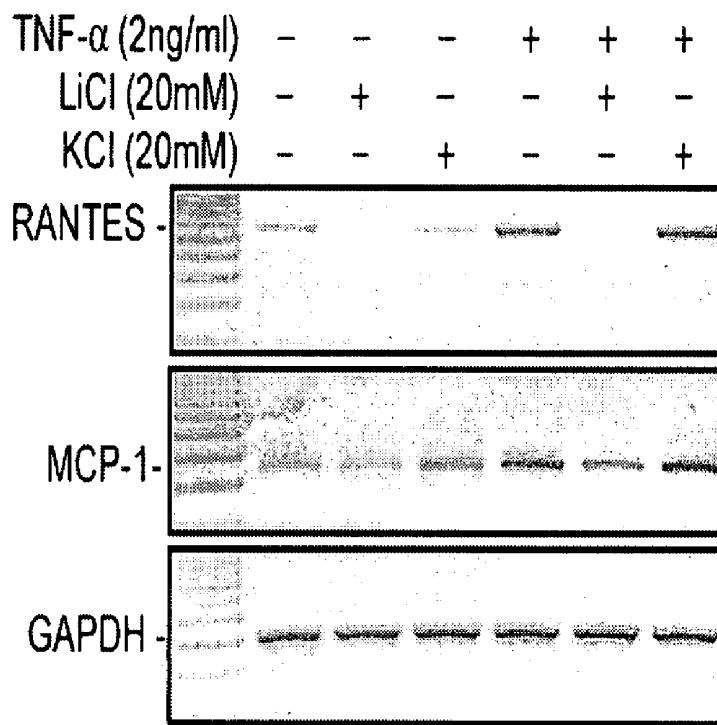 TNF-α (2ng/ml) - - - + + +
LiCl (20mM) - + - - + -
KCl (20mM) - - + - - +
RANTES -
MCP-1-
GAPDH -